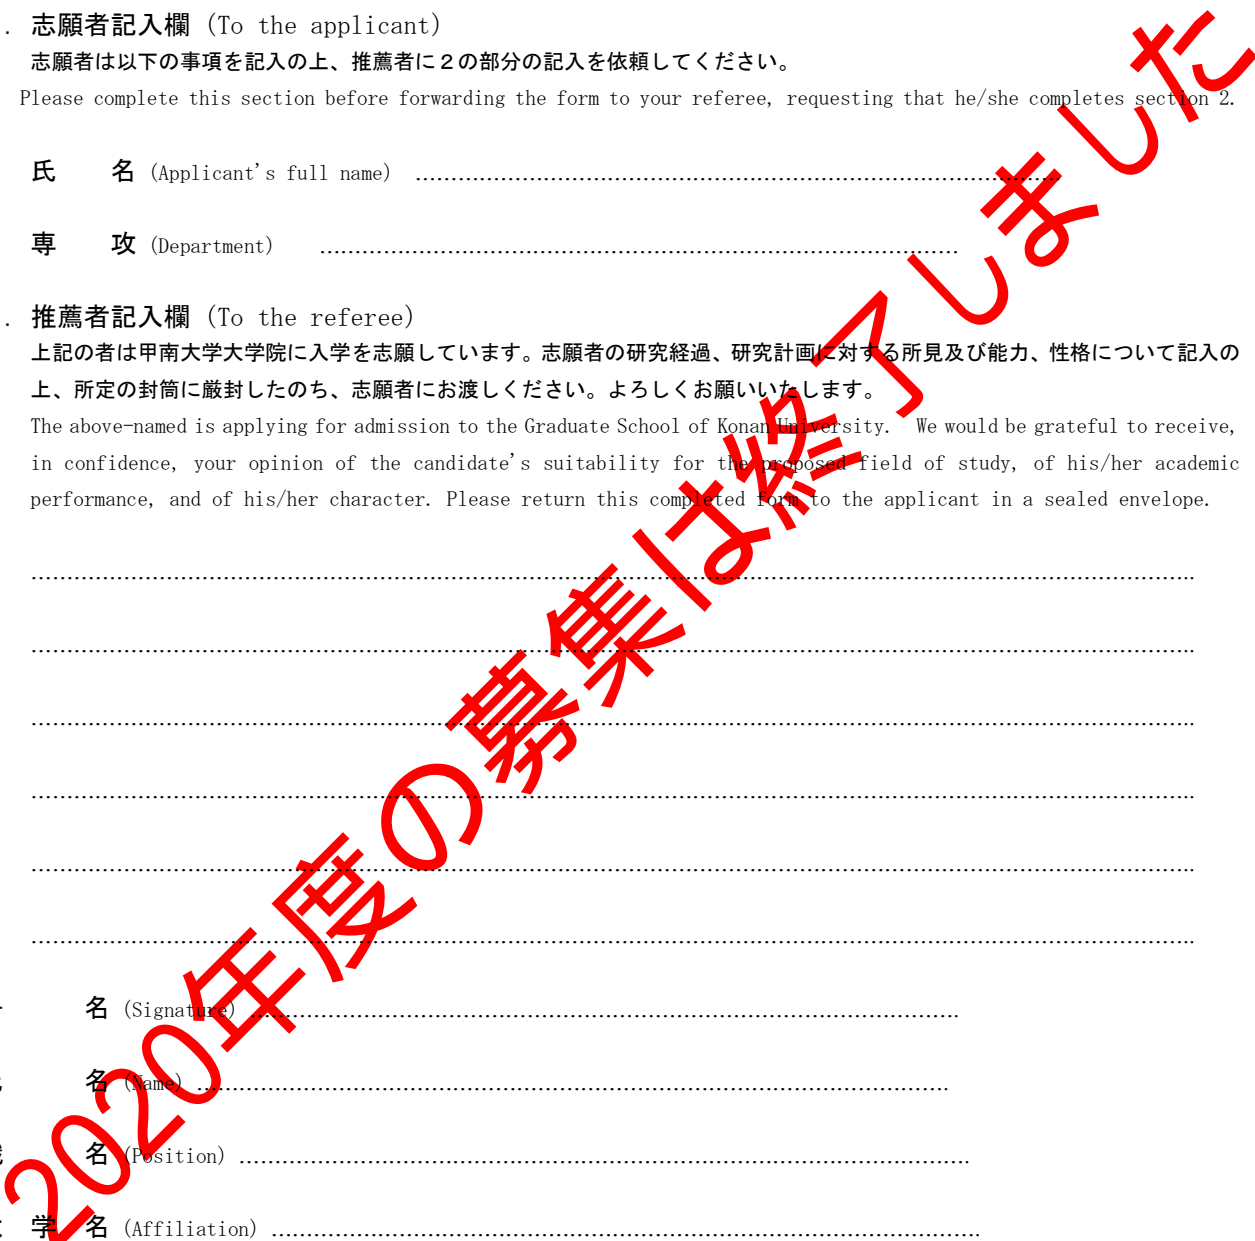 . 志願者記入欄 (To the applicant)
志願者は以下の事項を記入の上、推薦者に２の部分の記入を依頼してください。
Please complete this section before forwarding the form to your referee, requesting that he/she completes section 2.
氏 名 (Applicant's full name) ……………………………………………………………………………
専 攻 (Department) ……………………………………………………………………………
. 推薦者記入欄 (To the referee)
上記の者は甲南大学大学院に入学を志願しています。志願者の研究経過、研究計画に対する所見及び能力、性格について記入の
上、所定の封筒に厳封したのち、志願者にお渡しください。よろしくお願いいたします。
The above-named is applying for admission to the Graduate School of Konan University. We would be grateful to receive,
in confidence, your opinion of the candidate's suitability for the proposed field of study, of his/her academic
performance, and of his/her character. Please return this completed form to the applicant in a sealed envelope.
名 (Signature) ……………………………………………………………………………
名 (Name) ……………………………………………………………………………
名 (Position) ……………………………………………………………………………
学 名 (Affiliation) ……………………………………………………………………………
2020年度の募集は終了しました